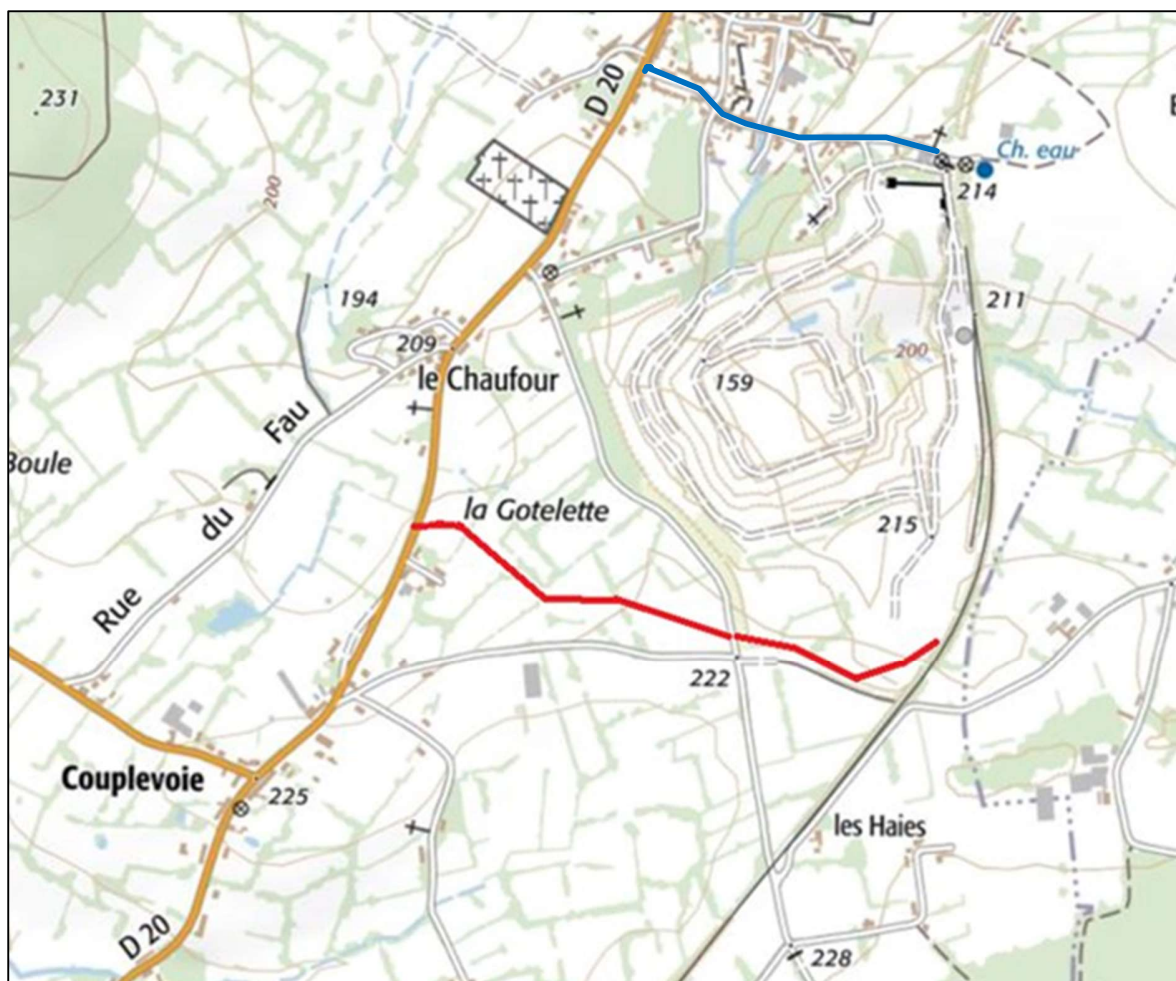 231
D 20
Ch. eau
214
200
194
211
209
200
le Chaufour
159
Fau
Boule
la Gotelette
du
215
Rue
222
Couplevoie
225
les Haies
D 20
228